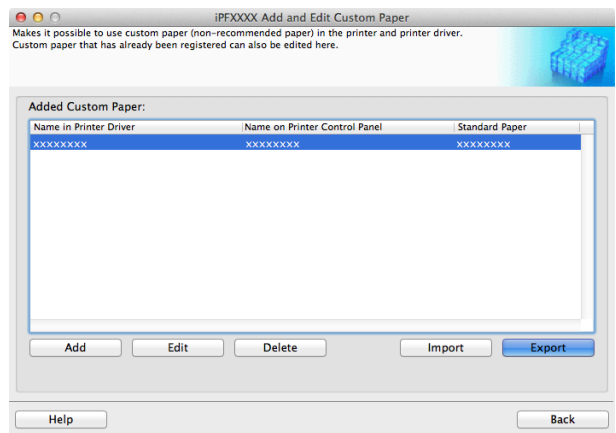 iPFXXXX Add and Edit Custom Paper
Makes it possible to use custom paper (non-recommended paper) in the printer and printer driver.
Custom paper that has already been registered can also be edited here.
Added Custom Paper:
Name in Printer Driver Name on Printer Control Panel Standard Paper
XXXXXXXX XXXXXXXX XXXXXXXX
Add Edit Delete Import Export
Help Back